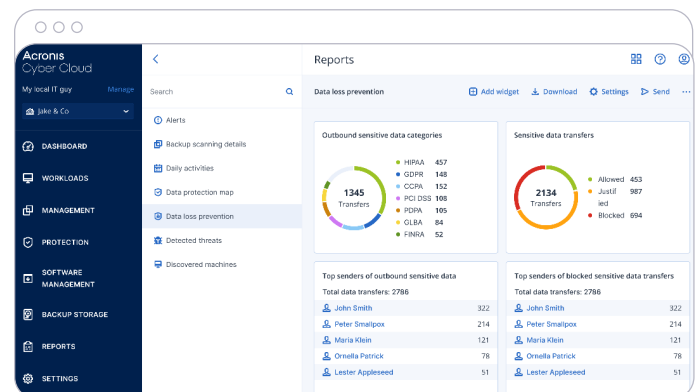 Acronis
Cyber Cloud
My local IT guy Manage
Jake & Co
DASHBOARD
WORKLOADS
MANAGEMENT
PROTECTION
SOFTWARE
MANAGEMENT
BACKUP STORAGE
REPORTS
SETTINGS
Search
Alerts
Backup scanning details
Daily activities
Data protection map
Data loss prevention
Detected threats
Discovered machines
Reports
Data loss prevention Add widget Download Settings Send
Outbound sensitive data categories
1345
Transfers
HIPAA 457
GDPR 148
CCPA 152
PCI DSS 108
PDPA 105
GLBA 84
FINRA 52
Sensitive data transfers
2134
Transfers
Allowed 453
Justif 987
ied
Blocked 694
Top senders of outbound sensitive data
Total data transfers: 2786
John Smith 322
Peter Smallpox 214
Maria Klein 121
Ornella Patrick 78
Lester Appleseed 51
Top senders of blocked sensitive data transfers
Total data transfers: 2786
John Smith 322
Peter Smallpox 214
Maria Klein 121
Ornella Patrick 78
Lester Appleseed 51